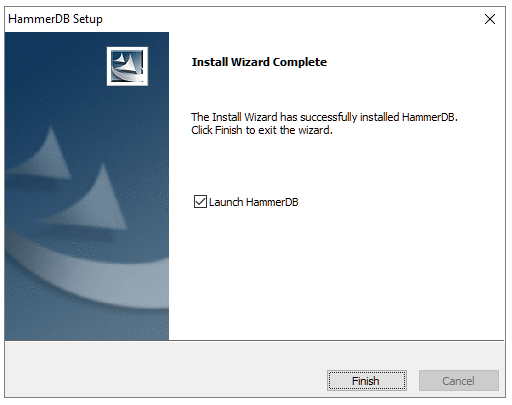 HammerDB Setup
Install Wizard Complete
The Install Wizard has successfully installed HammerDB.
Click Finish to exit the wizard.
Launch HammerDB
Finish
Cancel